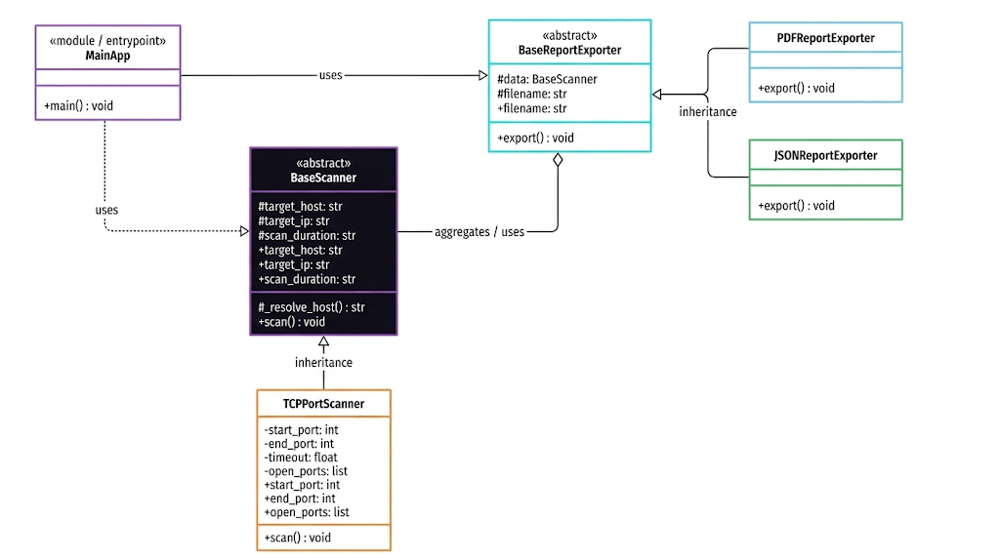 «module / entrypoint»
MainApp
+main() : void
uses
«abstract»
BaseReportExporter
#data: BaseScanner
#filename: str
+filename: str
+export() : void
PDFReportExporter
+export() : void
inheritance
JSONReportExporter
+export() : void
uses
«abstract»
BaseScanner
#target_host: str
#target_ip: str
#scan_duration: str
+target_host: str
+target_ip: str
+scan_duration: str
#_resolve_host() : str
+scan() : void
aggregates / uses
inheritance
TCPPortScanner
-start_port: int
-end_port: int
-timeout: float
-open_ports: list
+start_port: int
+end_port: int
+open_ports: list
+scan() : void